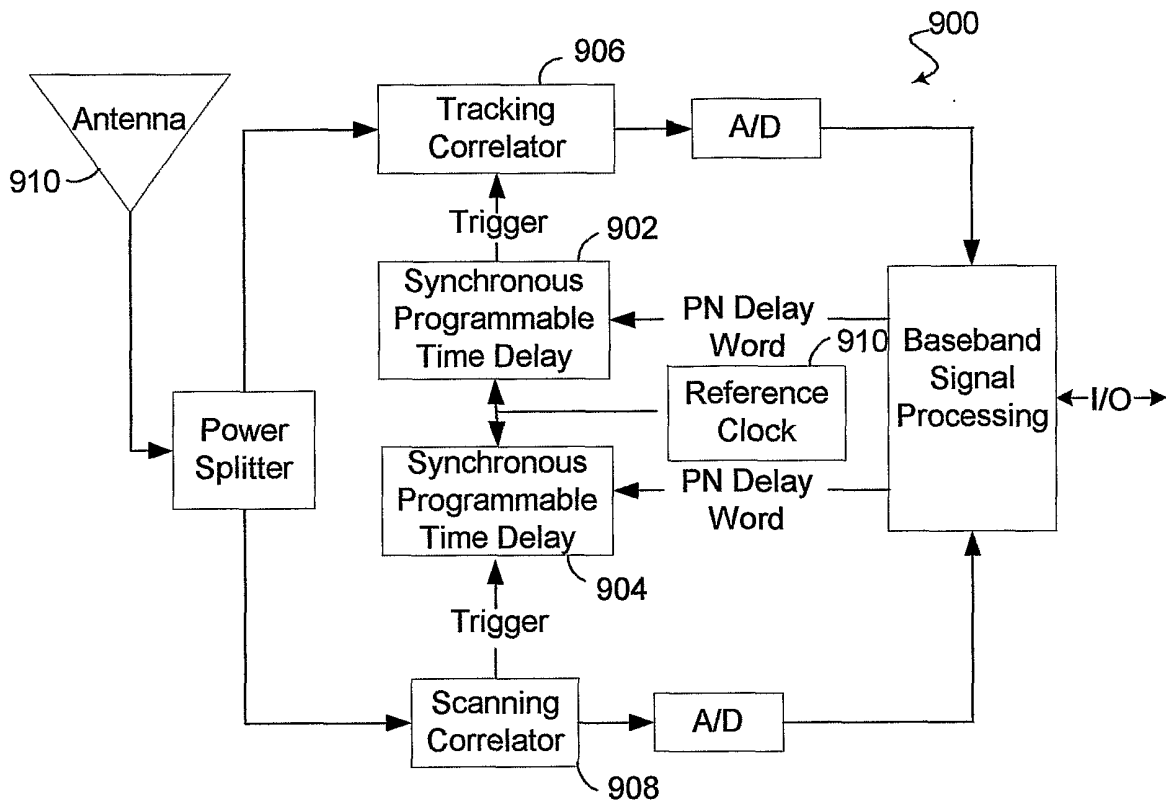 900
906
Antenna
910
Tracking
Correlator
A/D
Trigger
902
Synchronous
Programmable
Time Delay
PN Delay
Word
910
Baseband
Signal
Processing
I/O
Reference
Clock
Power
Splitter
Synchronous
Programmable
Time Delay
PN Delay
Word
904
Trigger
Scanning
Correlator
A/D
908